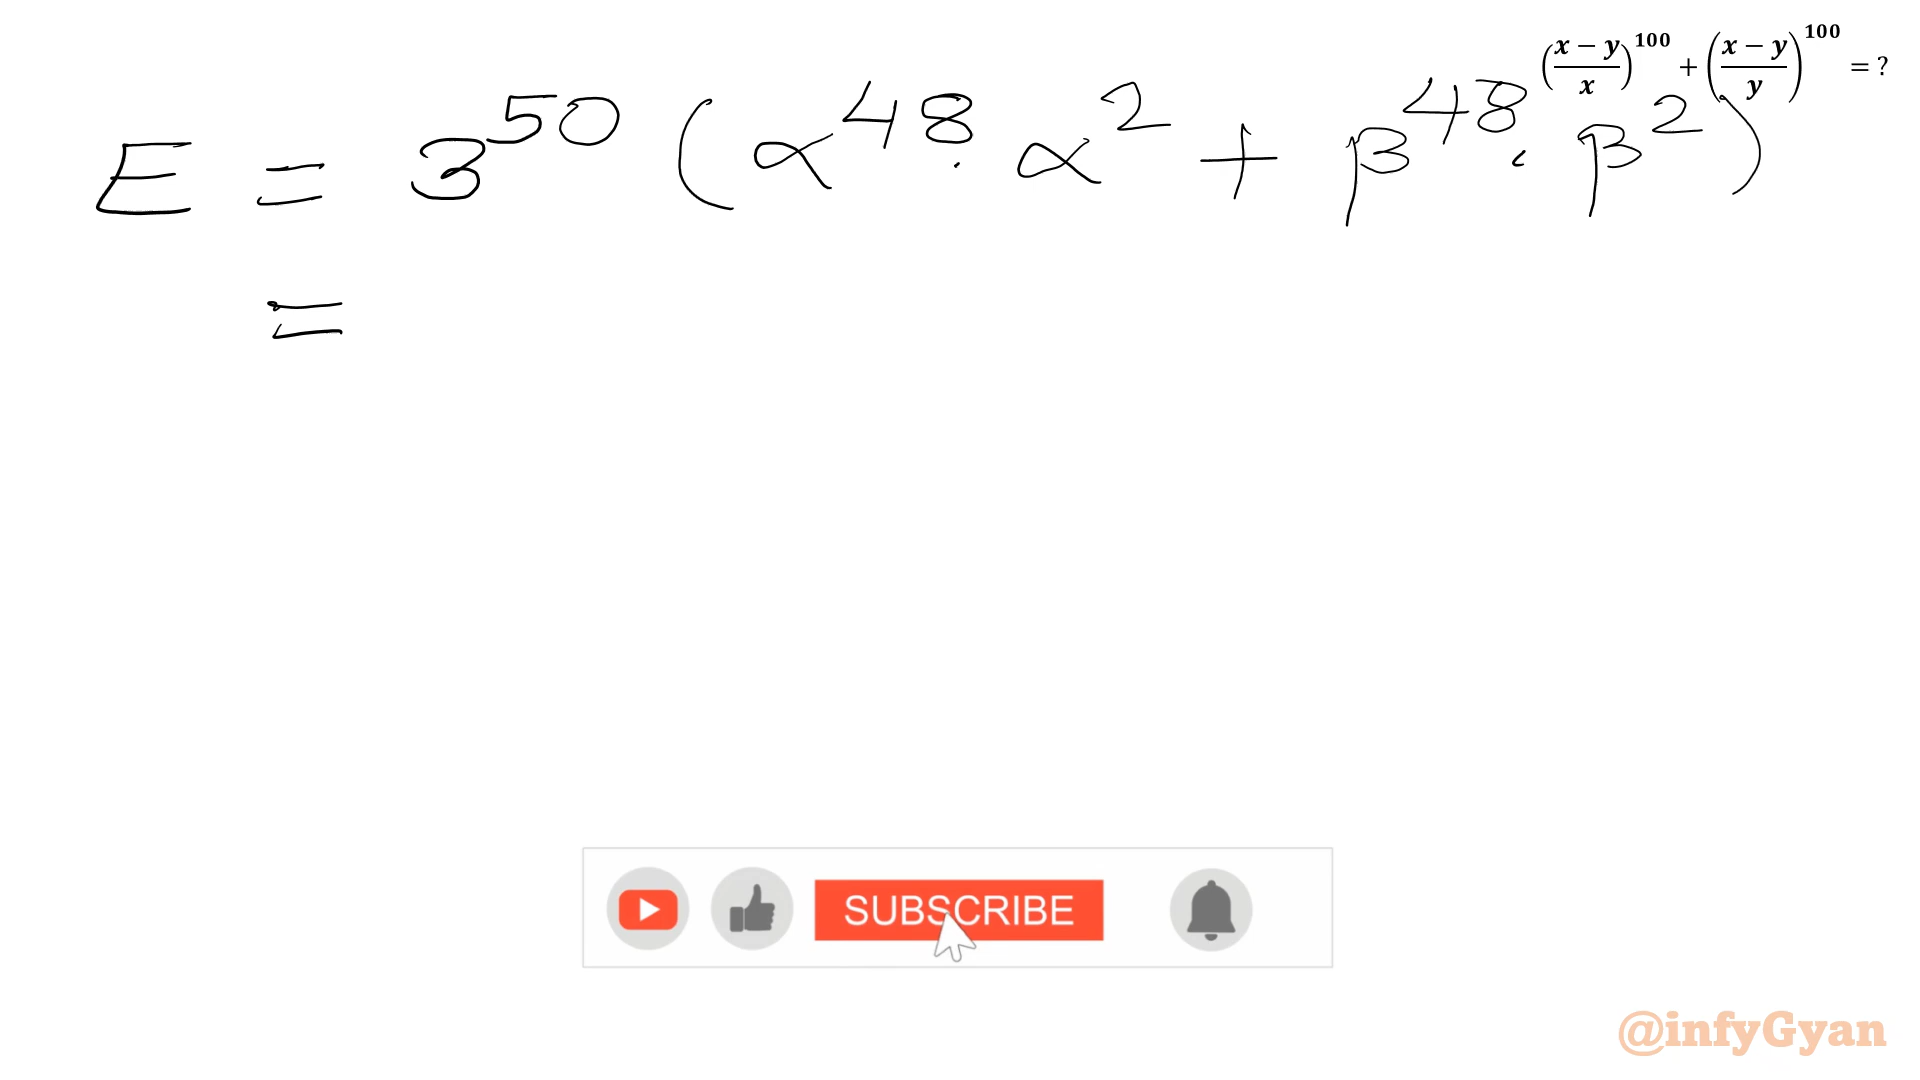 (x − y / x)^100 + (x − y / y)^100 = ?
E = 3^50 (α^48 . α^2 + β^48 . β^2)
=
SUBSCRIBE
@infyGyan